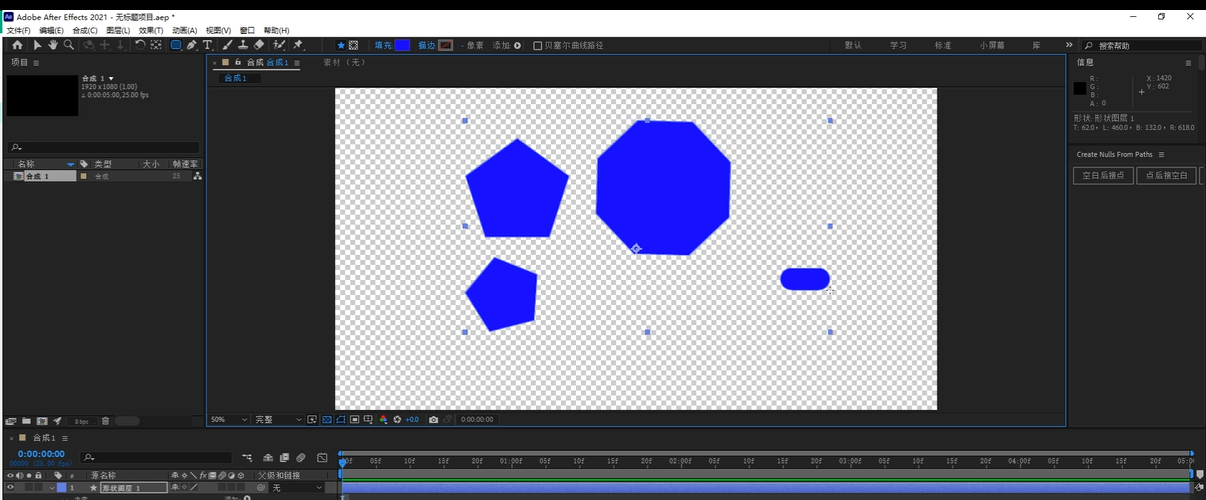 Adobe After Effects 2021 - 无标题项目.aep *
文件(F) 编辑(E) 合成(C) 图层(L) 效果(T) 动画(A) 视图(V) 窗口 帮助(H)
填充 描边 - 像素 添加: 贝塞尔曲线路径 默认 学习 标准 小屏幕 库 搜索帮助
项目
合成 合成1
素材 (无)
信息
合成1
合成 1
1920 x 1080 (1.00)
Δ 0:00:05:00, 25.00 fps
R :
G :
B :
A : 0
X : 1420
Y : 602
形状: 形状图层 1
T: 62.0, L: 460.0, B: 132.0, R: 618.0
Create Nulls From Paths
空白后接点 点后接空白
名称 类型 大小 帧速率
合成 1 合成 25
8 bpc
50% 完整 +0.0 0:00:00:00
合成1
0:00:00:00
00000 (25.00 fps)
05f 10f 15f 20f 01:00f 05f 10f 15f 20f 02:00f 05f 10f 15f 20f 03:00f 05f 10f 15f 20f 04:00f 05f 10f 15f 20f 05:0
# 源名称 父级和链接
1 形状图层 1 无